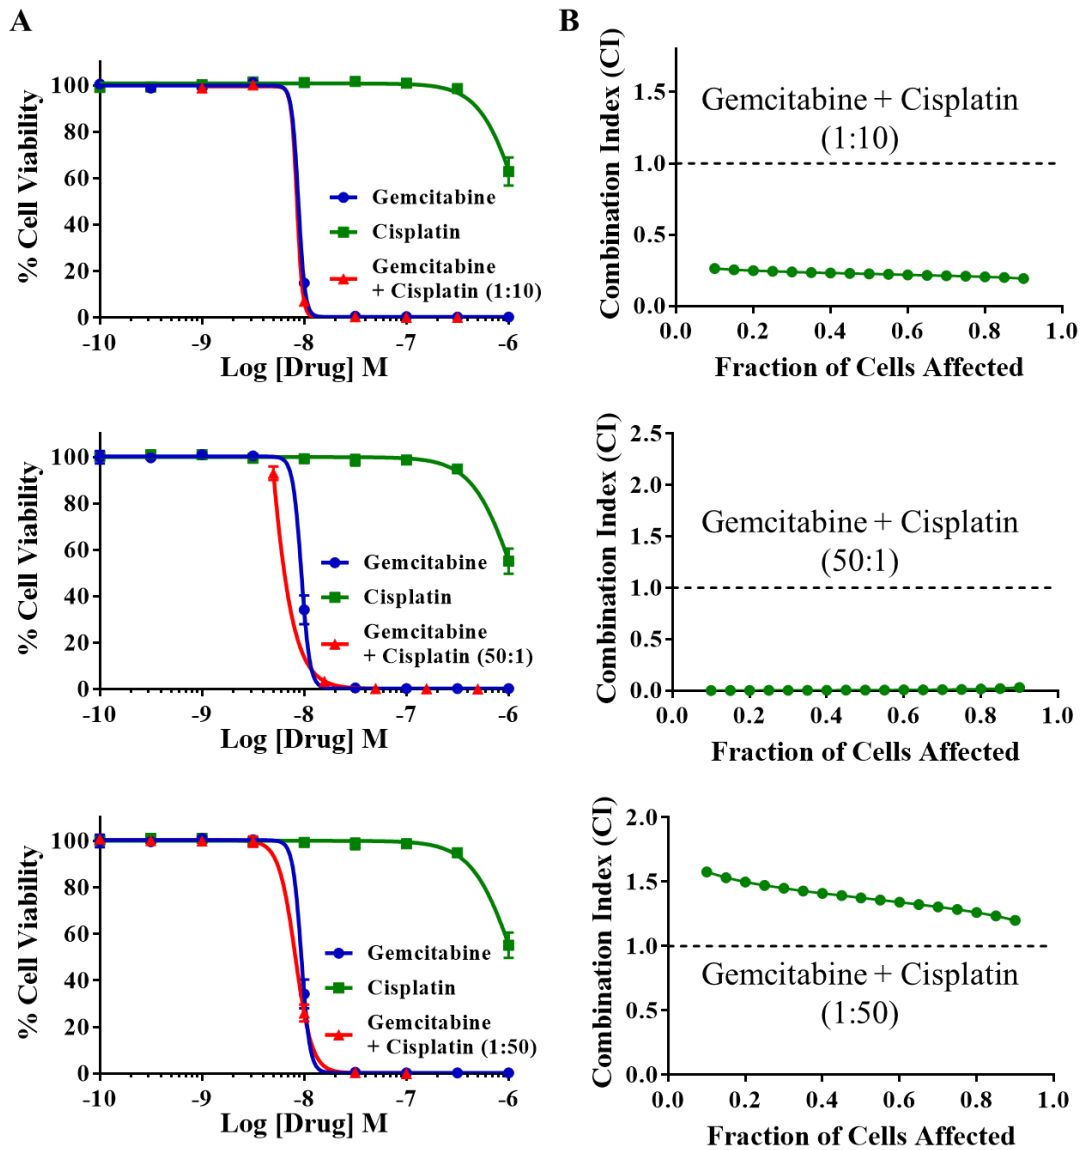 A
B
% Cell Viability
100
80
60
40
20
0
-10
-9
-8
-7
-6
Log [Drug] M
Gemcitabine
Cisplatin
Gemcitabine
+ Cisplatin (1:10)
Combination Index (CI)
1.5
1.0
0.5
0.0
0.0
0.2
0.4
0.6
0.8
1.0
Fraction of Cells Affected
Gemcitabine + Cisplatin
(1:10)
% Cell Viability
100
80
60
40
20
0
-10
-9
-8
-7
-6
Log [Drug] M
Gemcitabine
Cisplatin
Gemcitabine
+ Cisplatin (50:1)
Combination Index (CI)
2.5
2.0
1.5
1.0
0.5
0.0
0.0
0.2
0.4
0.6
0.8
1.0
Fraction of Cells Affected
Gemcitabine + Cisplatin
(50:1)
% Cell Viability
100
80
60
40
20
0
-10
-9
-8
-7
-6
Log [Drug] M
Gemcitabine
Cisplatin
Gemcitabine
+ Cisplatin (1:50)
Combination Index (CI)
2.0
1.5
1.0
0.5
0.0
0.0
0.2
0.4
0.6
0.8
1.0
Fraction of Cells Affected
Gemcitabine + Cisplatin
(1:50)